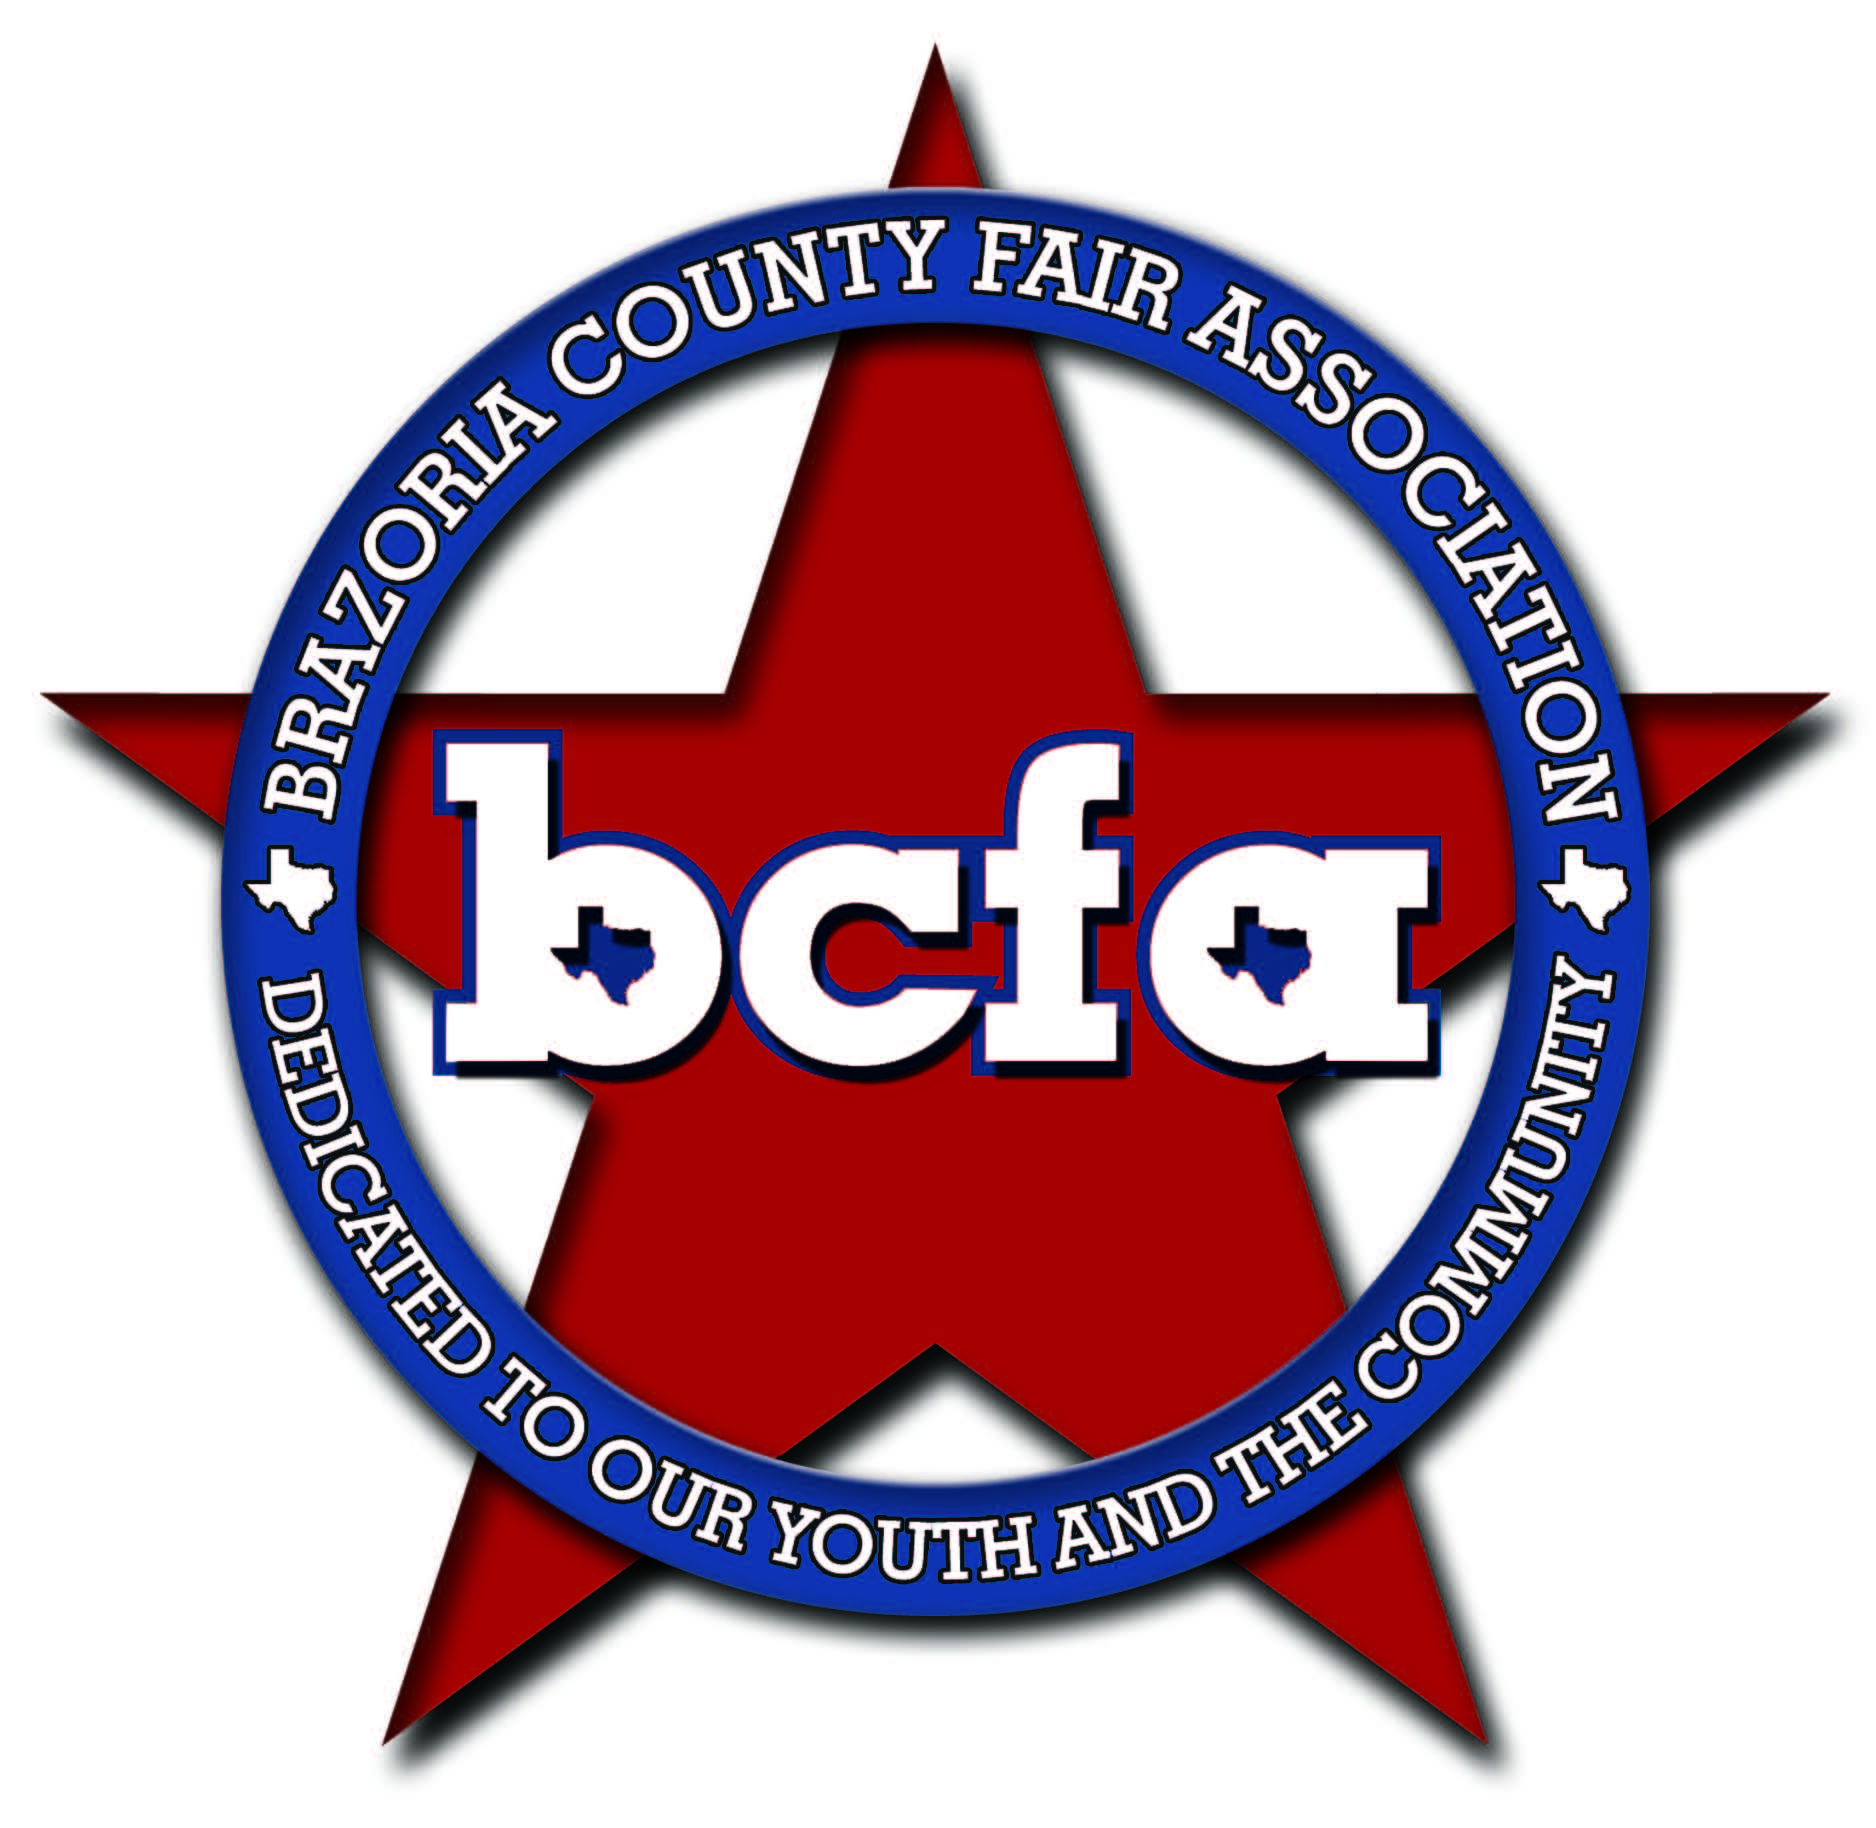 BRAZORIA COUNTY FAIR ASSOCIATION
bcfa
DEDICATED TO OUR YOUTH AND THE COMMUNITY